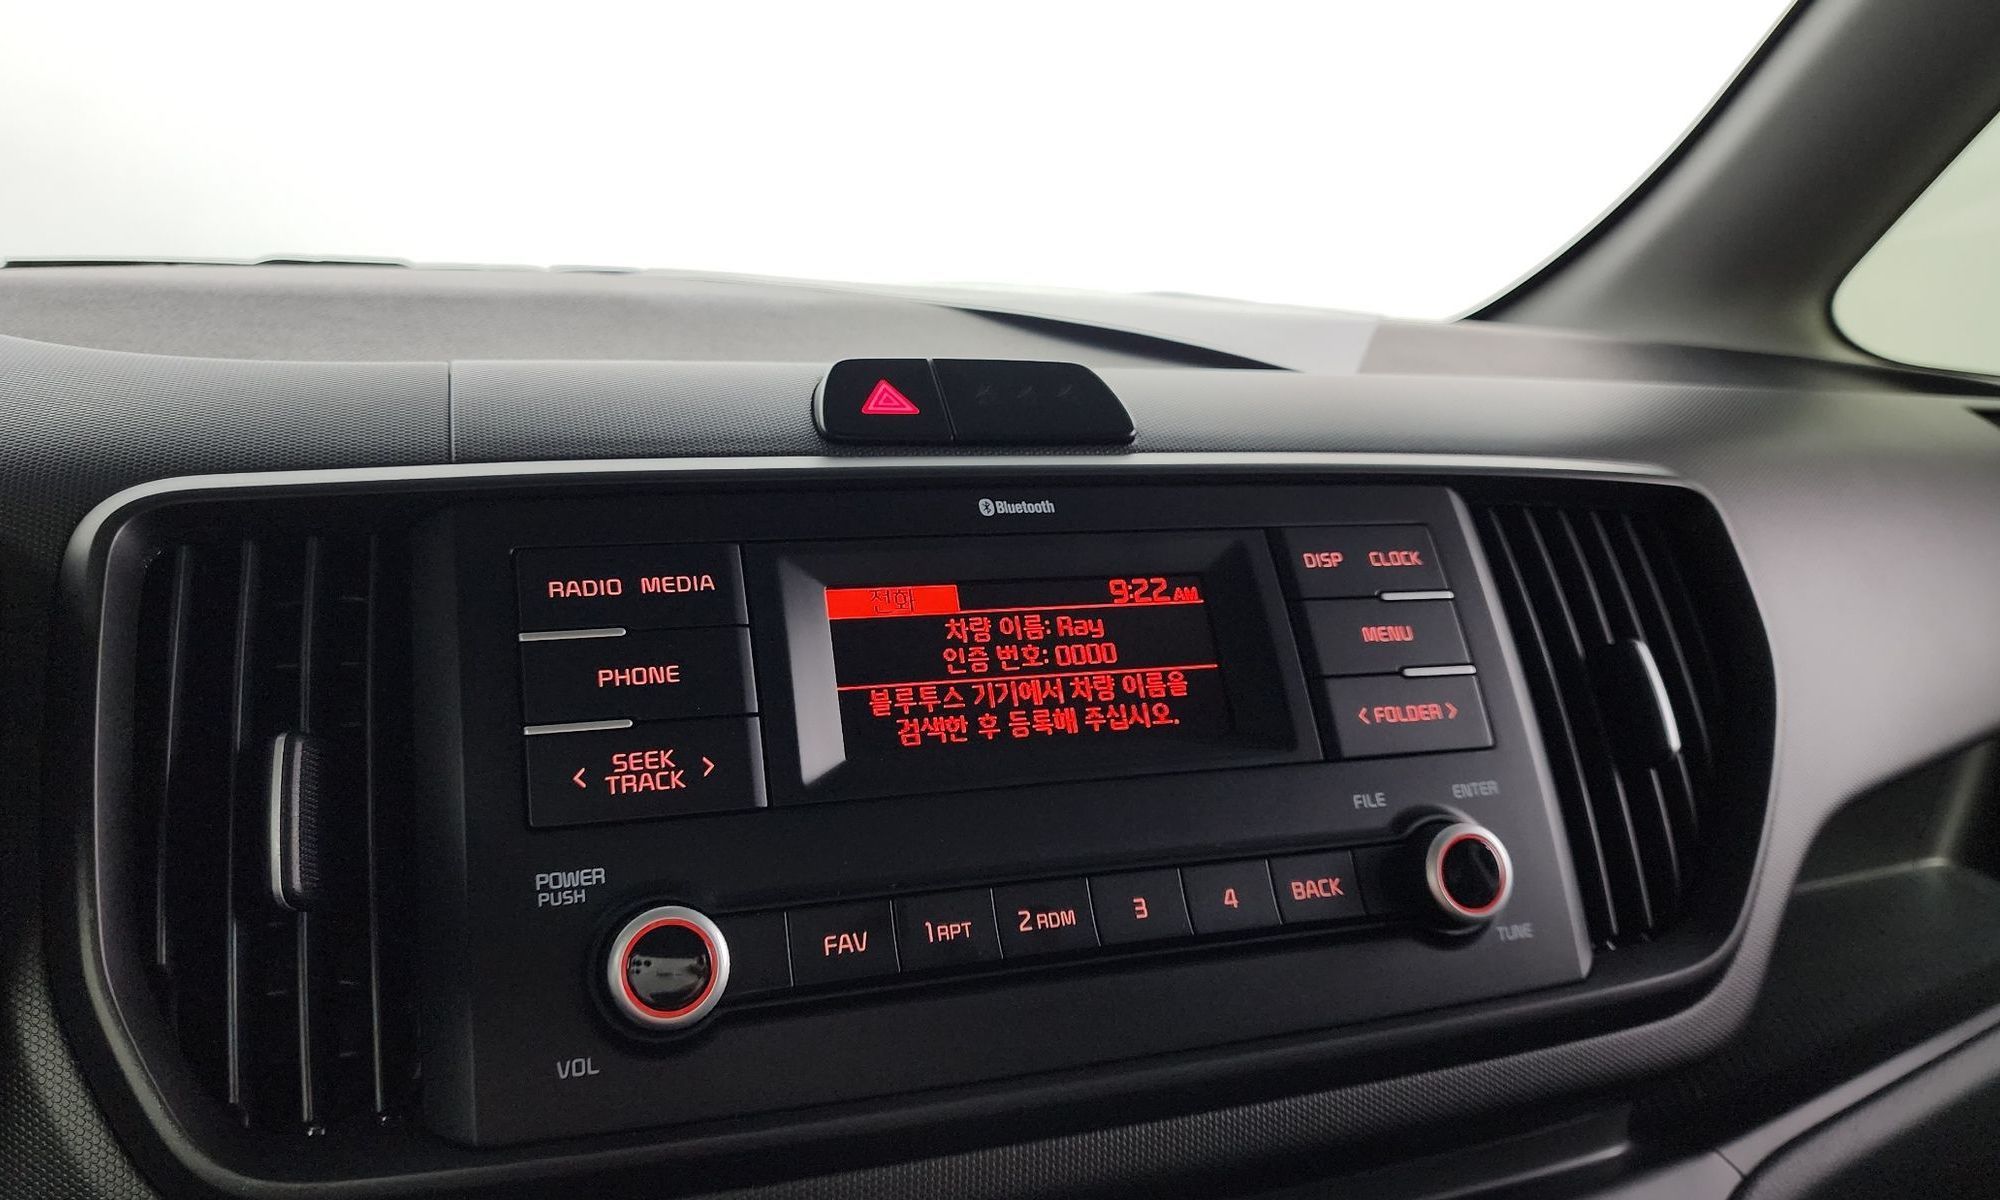 Bluetooth
RADIO MEDIA
PHONE
< SEEK >
TRACK
전화 9:22 AM
차량 이름: Ray
인증 번호: 0000
블루투스 기기에서 차량 이름을
검색한 후 등록해 주십시오.
DISP CLOCK
MENU
< FOLDER >
FILE ENTER
TUNE
POWER
PUSH
VOL
FAV 1 RPT 2 RDM 3 4 BACK